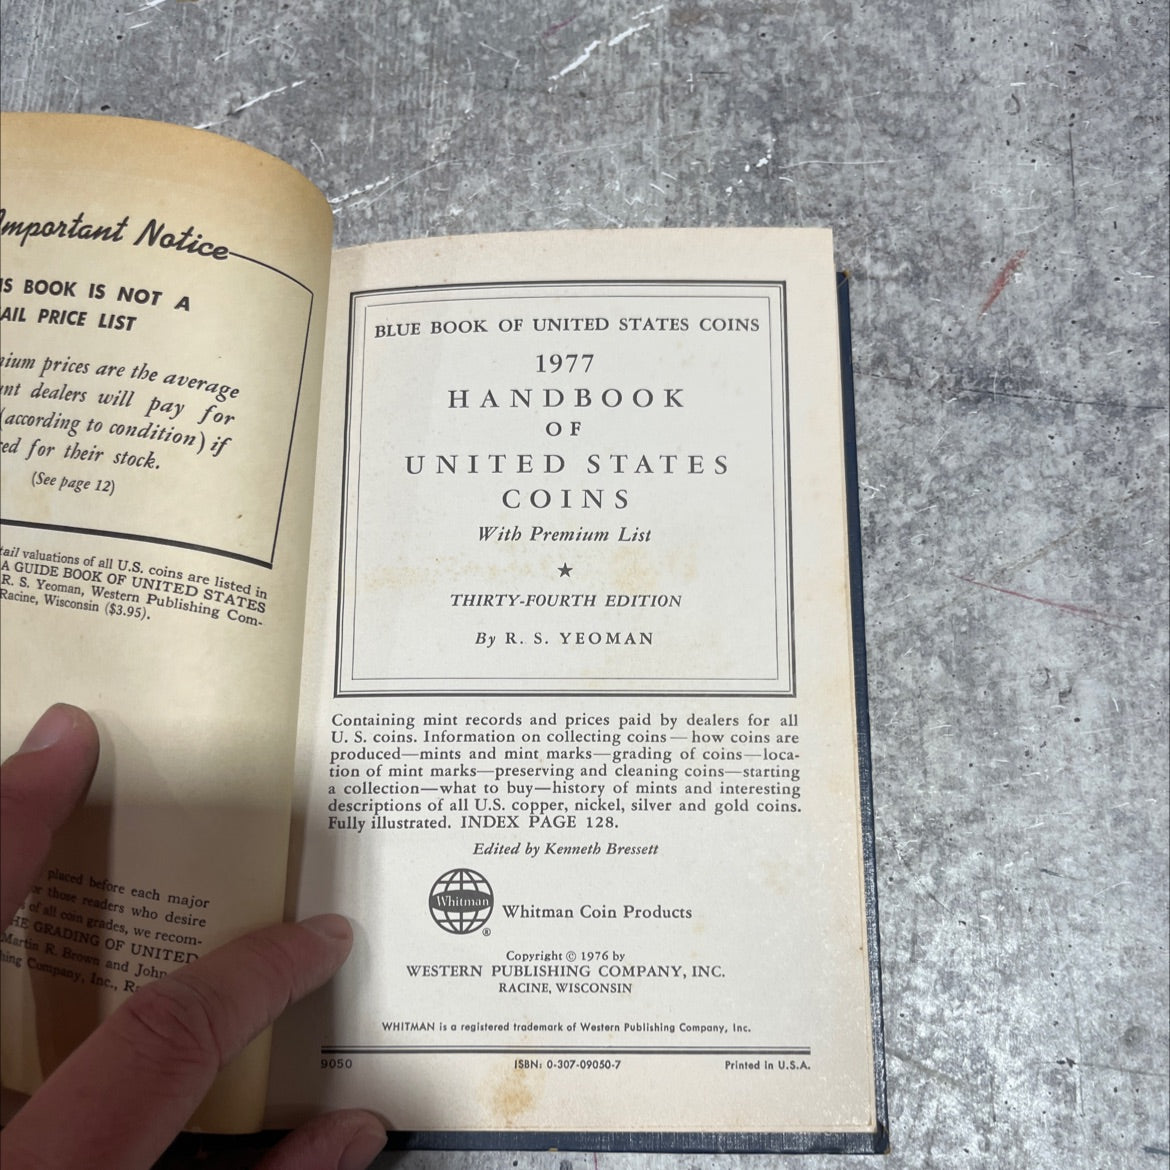 Important Notice
IS BOOK IS NOT A
AIL PRICE LIST
nium prices are the average
nt dealers will pay for
(according to condition) if
ed for their stock.
(See page 12)
tail valuations of all U.S. coins are listed in
A GUIDE BOOK OF UNITED STATES
R. S. Yeoman, Western Publishing Com-
Racine, Wisconsin ($3.95).
placed before each major
or those readers who desire
of all coin grades, we recom-
HE GRADING OF UNITED
Martin R. Brown and John
hing Company, Inc., R
BLUE BOOK OF UNITED STATES COINS
1977
HANDBOOK
OF
UNITED STATES
COINS
With Premium List
★
THIRTY-FOURTH EDITION
By R. S. YEOMAN
Containing mint records and prices paid by dealers for all
U. S. coins. Information on collecting coins — how coins are
produced—mints and mint marks—grading of coins—loca-
tion of mint marks—preserving and cleaning coins—starting
a collection—what to buy—history of mints and interesting
descriptions of all U.S. copper, nickel, silver and gold coins.
Fully illustrated. INDEX PAGE 128.
Edited by Kenneth Bressett
Whitman ® Whitman Coin Products
Copyright © 1976 by
WESTERN PUBLISHING COMPANY, INC.
RACINE, WISCONSIN
WHITMAN is a registered trademark of Western Publishing Company, Inc.
9050 ISBN: 0-307-09050-7 Printed in U.S.A.